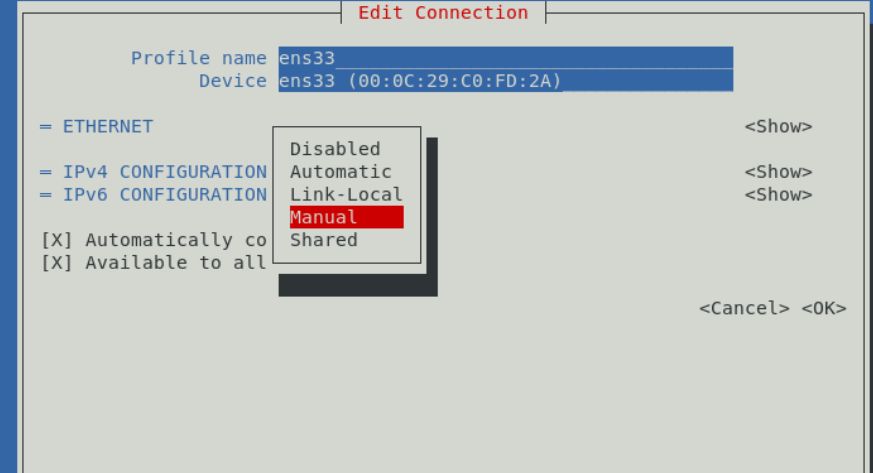 Edit Connection
Profile name ens33
Device ens33 (00:0C:29:C0:FD:2A)
= ETHERNET <Show>
Disabled
= IPv4 CONFIGURATION Automatic <Show>
= IPv6 CONFIGURATION Link-Local <Show>
Manual
[X] Automatically co Shared
[X] Available to all
<Cancel> <OK>